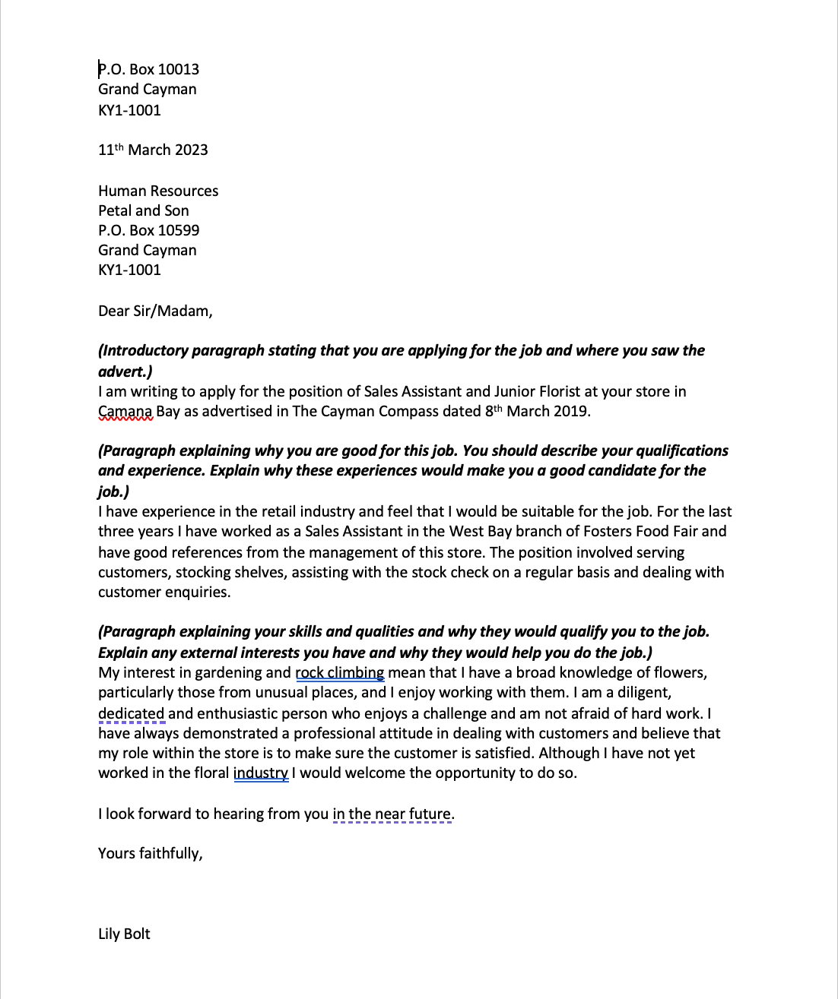 P.O. Box 10013
Grand Cayman
KY1-1001
11th March 2023
Human Resources
Petal and Son
P.O. Box 10599
Grand Cayman
KY1-1001
Dear Sir/Madam,
(Introductory paragraph stating that you are applying for the job and where you saw the
advert.)
I am writing to apply for the position of Sales Assistant and Junior Florist at your store in
Camana Bay as advertised in The Cayman Compass dated 8th March 2019.
(Paragraph explaining why you are good for this job. You should describe your qualifications
and experience. Explain why these experiences would make you a good candidate for the
job.)
I have experience in the retail industry and feel that I would be suitable for the job. For the last
three years I have worked as a Sales Assistant in the West Bay branch of Fosters Food Fair and
have good references from the management of this store. The position involved serving
customers, stocking shelves, assisting with the stock check on a regular basis and dealing with
customer enquiries.
(Paragraph explaining your skills and qualities and why they would qualify you to the job.
Explain any external interests you have and why they would help you do the job.)
My interest in gardening and rock climbing mean that I have a broad knowledge of flowers,
particularly those from unusual places, and I enjoy working with them. I am a diligent,
dedicated and enthusiastic person who enjoys a challenge and am not afraid of hard work. I
have always demonstrated a professional attitude in dealing with customers and believe that
my role within the store is to make sure the customer is satisfied. Although I have not yet
worked in the floral industry I would welcome the opportunity to do so.
I look forward to hearing from you in the near future.
Yours faithfully,
Lily Bolt